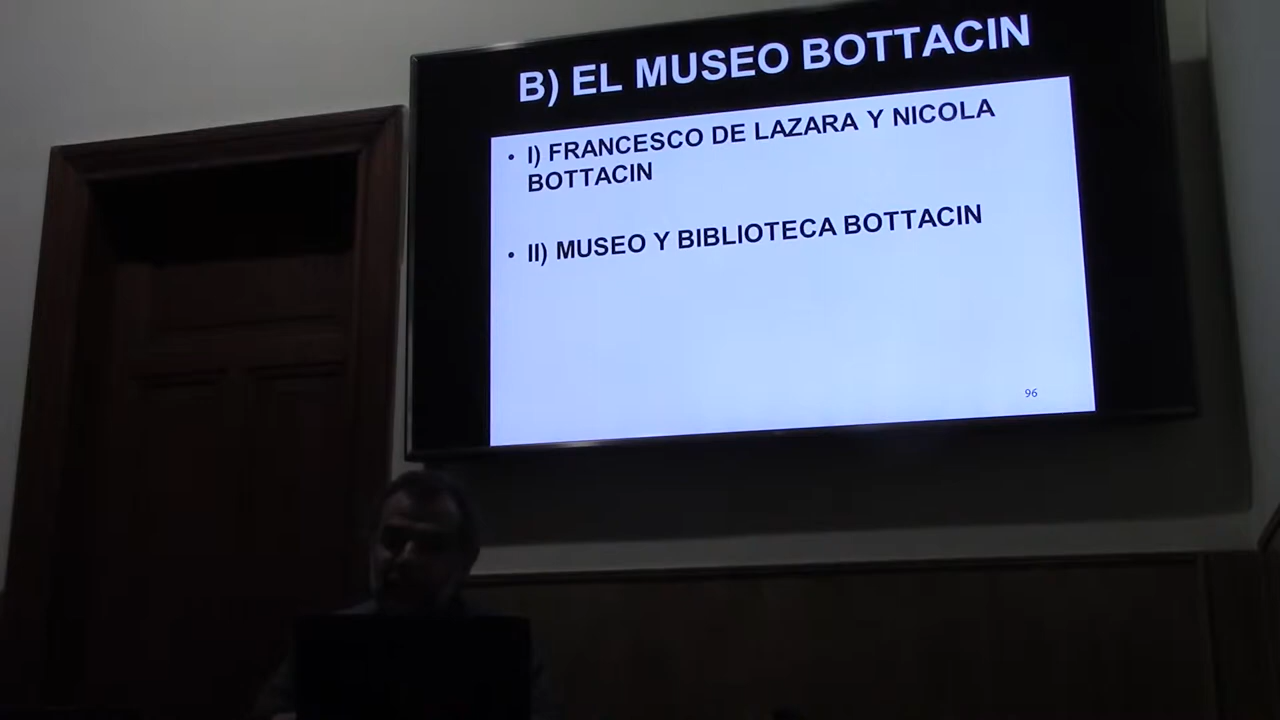 B) EL MUSEO BOTTACIN
• I) FRANCESCO DE LAZARA Y NICOLA
BOTTACIN
• II) MUSEO Y BIBLIOTECA BOTTACIN
96